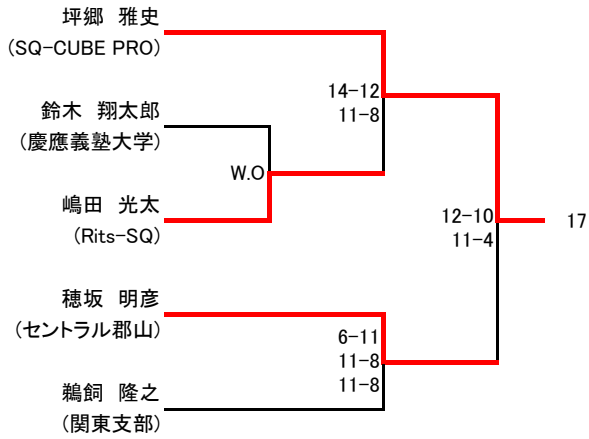 坪郷　雅史
(SQ-CUBE PRO)
14-12
11-8
鈴木　翔太郎
(慶應義塾大学)
W.O
嶋田　光太
(Rits-SQ)
12-10
11-4
17
穂坂　明彦
(セントラル郡山)
6-11
11-8
11-8
鵜飼　隆之
(関東支部)